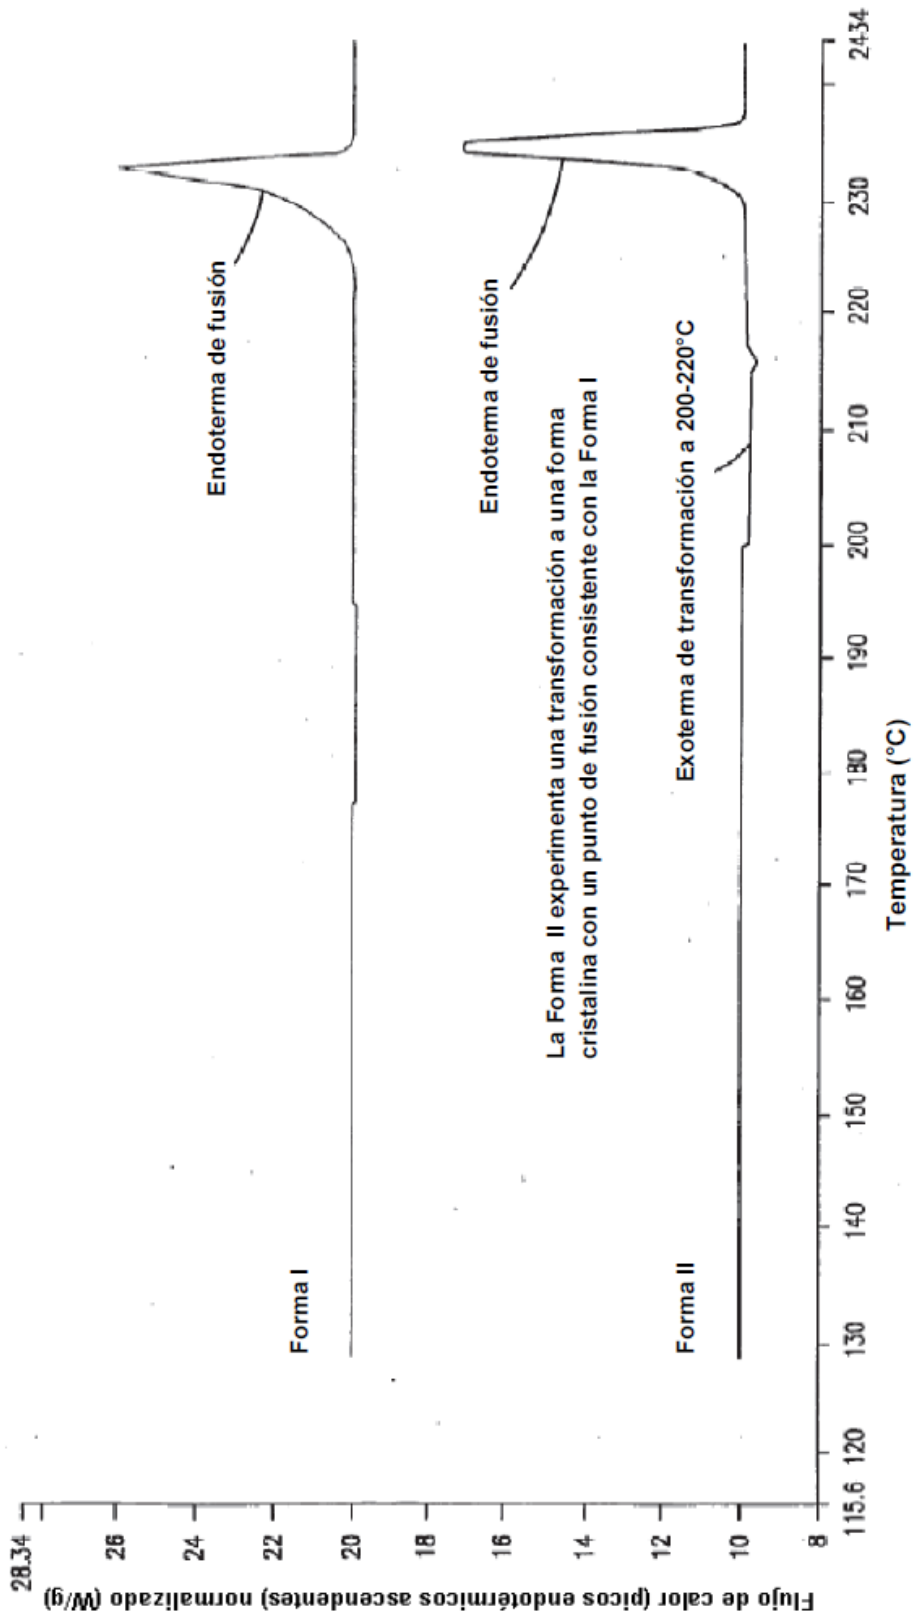 28.34
26
24
22
20
18
16
14
12
10
8
Flujo de calor (picos endotérmicos ascendentes) normalizado (W/g)
Forma I
Endoterma de fusión
Endoterma de fusión
La Forma II experimenta una transformación a una forma
cristalina con un punto de fusión consistente con la Forma I
Exoterma de transformación a 200-220°C
Forma II
115.6 120 130 140 150 160 170 180 190 200 210 220 230 243.4
Temperatura (°C)